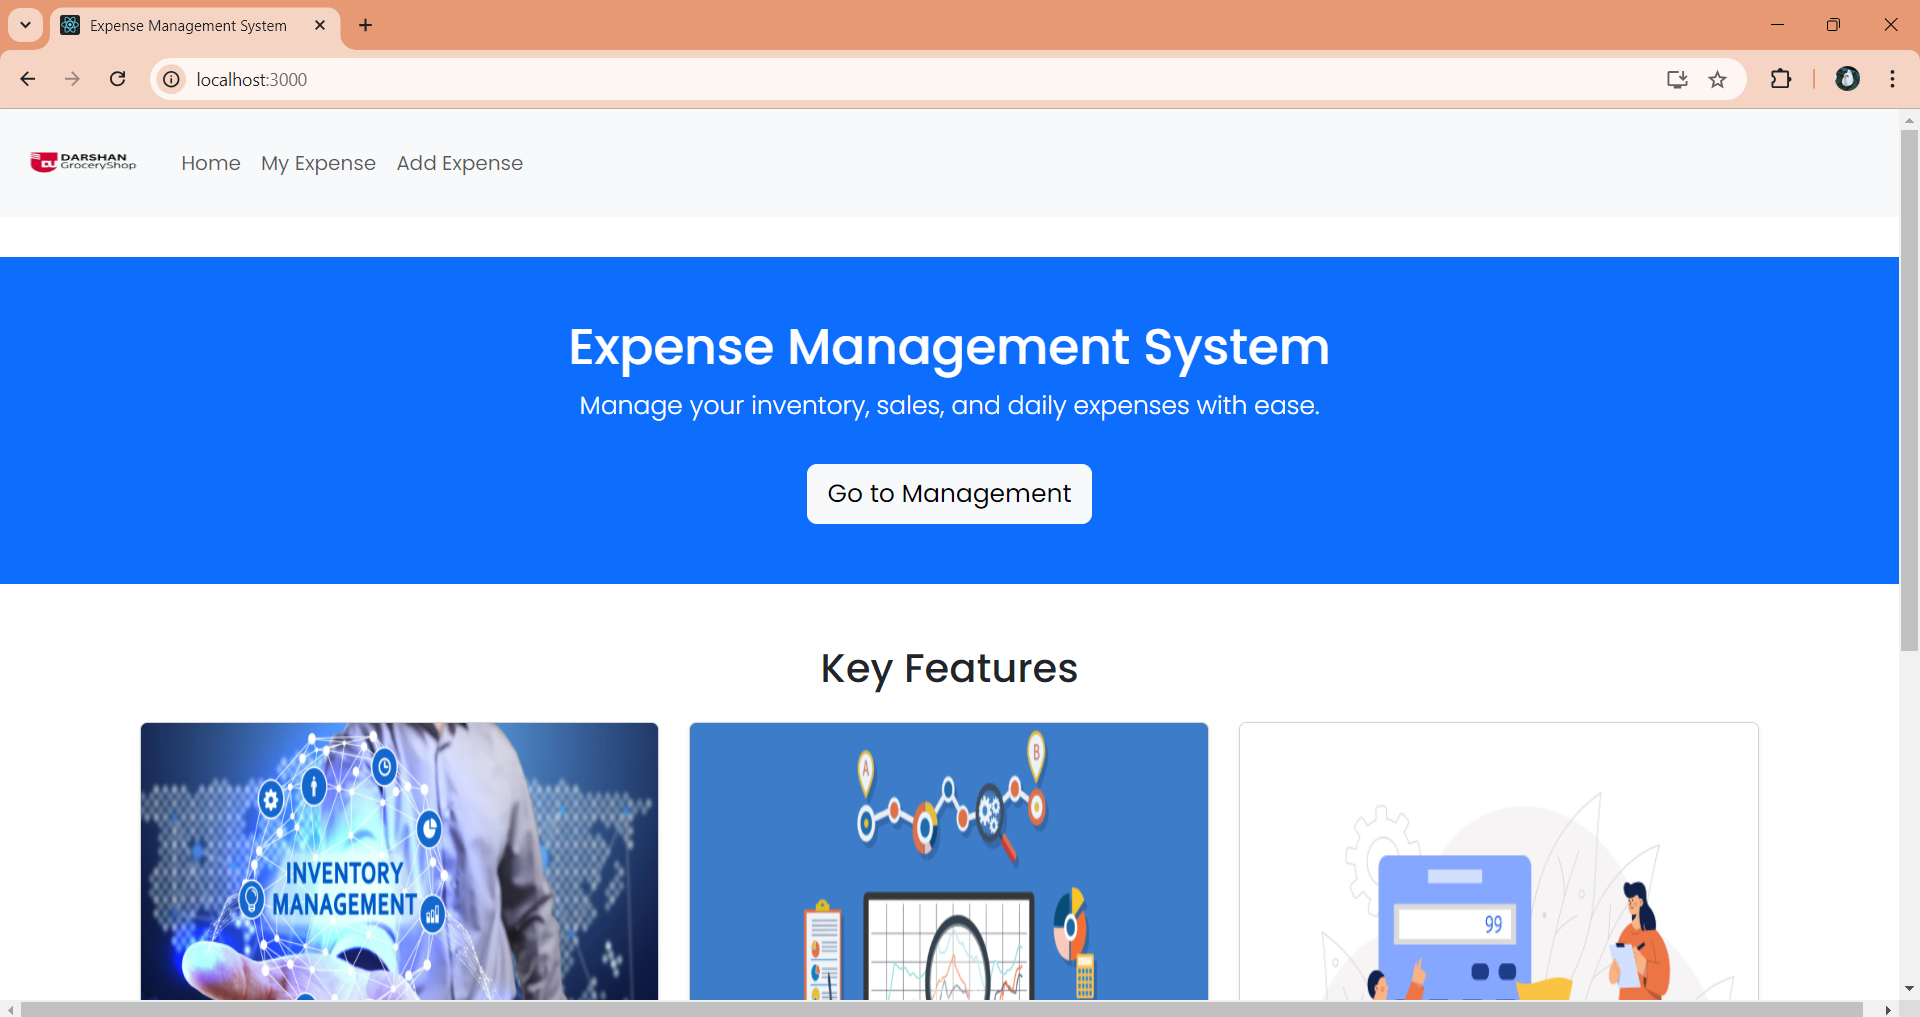 Expense Management System
localhost:3000
DU DARSHAN
GroceryShop
Home My Expense Add Expense
Expense Management System
Manage your inventory, sales, and daily expenses with ease.
Go to Management
Key Features
INVENTORY
MANAGEMENT
A
B
99